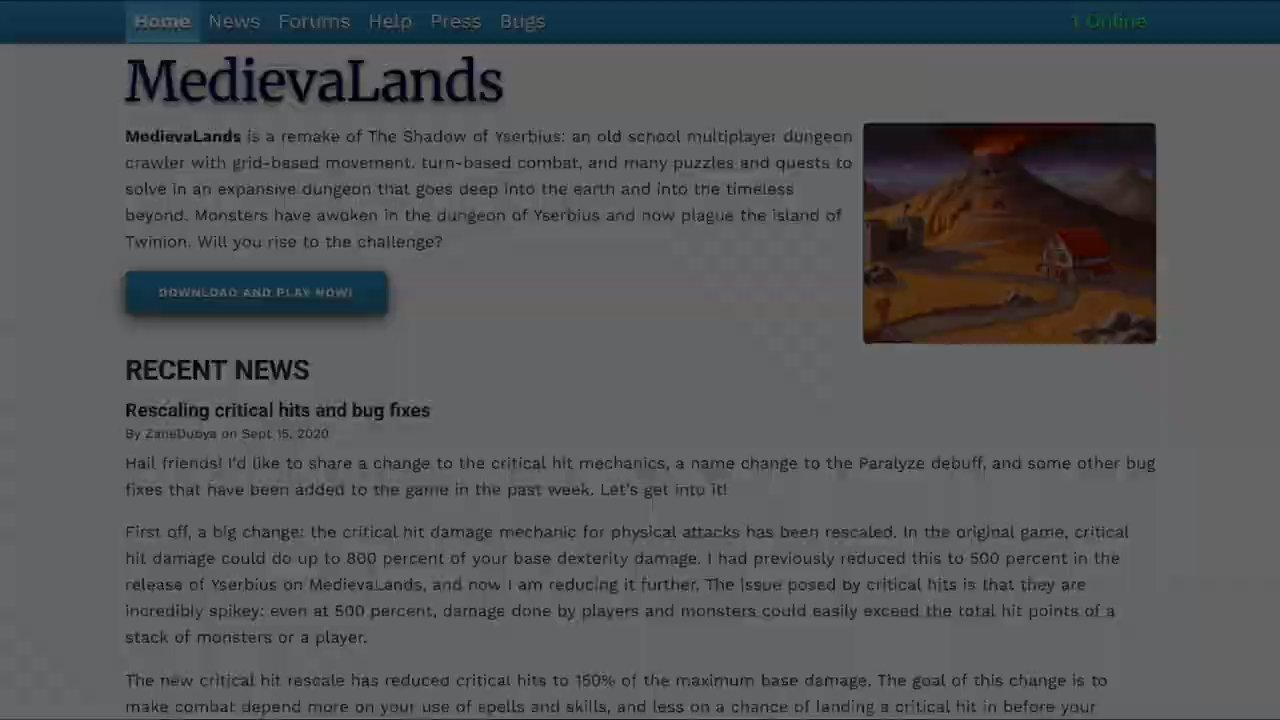 Home News Forums Help Press Bugs 1 Online
MedievaLands
MedievaLands is a remake of The Shadow of Yserbius: an old school multiplayer dungeon
crawler with grid-based movement, turn-based combat, and many puzzles and quests to
solve in an expansive dungeon that goes deep into the earth and into the timeless
beyond. Monsters have awoken in the dungeon of Yserbius and now plague the island of
Twinion. Will you rise to the challenge?
DOWNLOAD AND PLAY NOW!
RECENT NEWS
Rescaling critical hits and bug fixes
By ZaneDubya on Sept 15, 2020
Hail friends! I'd like to share a change to the critical hit mechanics, a name change to the Paralyze debuff, and some other bug
fixes that have been added to the game in the past week. Let's get into it!
First off, a big change: the critical hit damage mechanic for physical attacks has been rescaled. In the original game, critical
hit damage could do up to 800 percent of your base dexterity damage. I had previously reduced this to 500 percent in the
release of Yserbius on MedievaLands, and now I am reducing it further. The issue posed by critical hits is that they are
incredibly spikey: even at 500 percent, damage done by players and monsters could easily exceed the total hit points of a
stack of monsters or a player.
The new critical hit rescale has reduced critical hits to 150% of the maximum base damage. The goal of this change is to
make combat depend more on your use of spells and skills, and less on a chance of landing a critical hit in before your